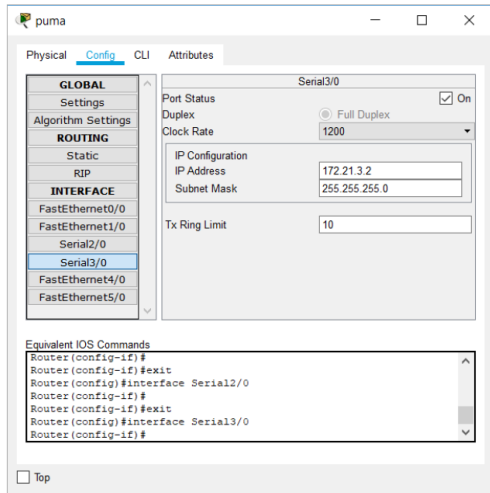 puma
Physical Config CLI Attributes
GLOBAL
Settings
Algorithm Settings
ROUTING
Static
RIP
INTERFACE
FastEthernet0/0
FastEthernet1/0
Serial2/0
Serial3/0
FastEthernet4/0
FastEthernet5/0
Serial3/0
Port Status On
Duplex Full Duplex
Clock Rate 1200
IP Configuration
IP Address 172.21.3.2
Subnet Mask 255.255.255.0
Tx Ring Limit 10
Equivalent IOS Commands
Router(config-if)#
Router(config-if)#exit
Router(config)#interface Serial2/0
Router(config-if)#
Router(config-if)#exit
Router(config)#interface Serial3/0
Router(config-if)#
Top